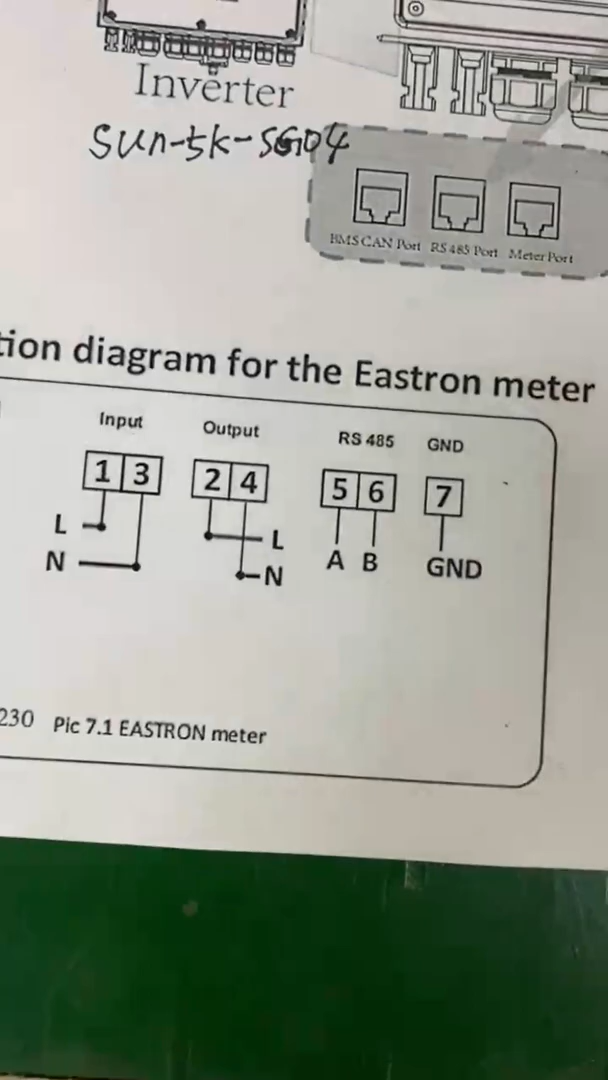 Inverter
Sun-5k-SG04
BMS CAN Port RS 485 Port Meter Port
tion diagram for the Eastron meter
Input Output RS 485 GND
1 3 2 4 5 6 7
L L A B GND
N N
230 Pic 7.1 EASTRON meter